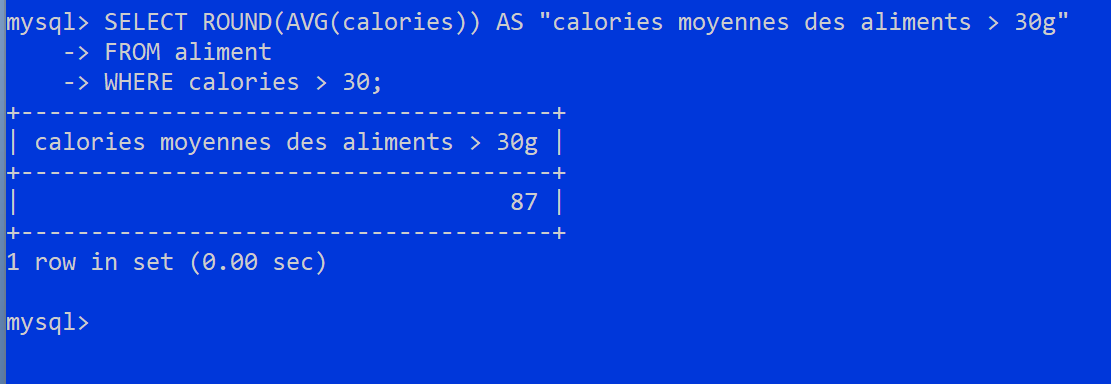 mysql> SELECT ROUND(AVG(calories)) AS "calories moyennes des aliments > 30g"
    -> FROM aliment
    -> WHERE calories > 30;
+--------------------------------------+
| calories moyennes des aliments > 30g |
+--------------------------------------+
|                                   87 |
+--------------------------------------+
1 row in set (0.00 sec)

mysql>